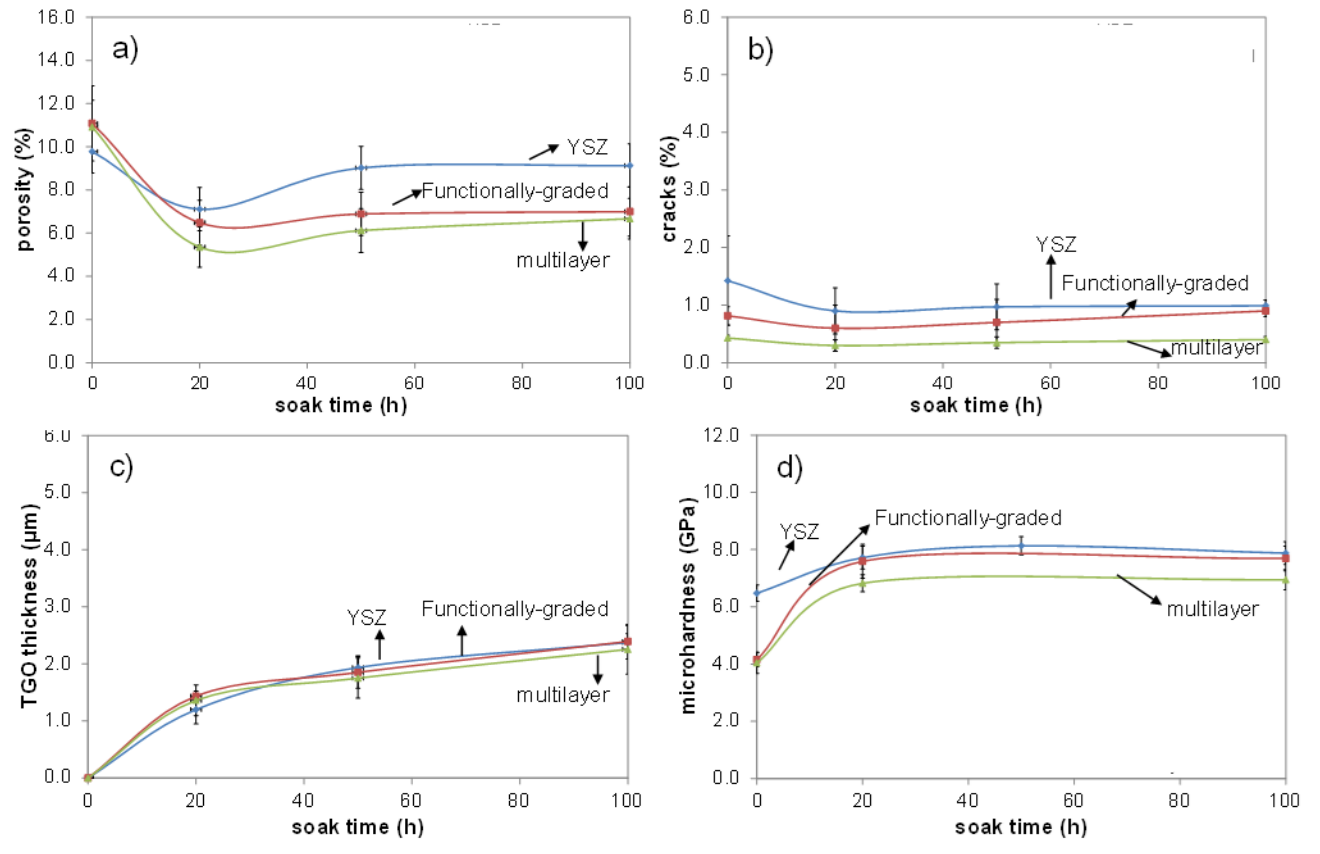 a)
porosity (%)
16.0
14.0
12.0
10.0
8.0
6.0
4.0
2.0
0.0
YSZ
Functionally-graded
multilayer
0 20 40 60 80 100
soak time (h)
b)
cracks (%)
6.0
5.0
4.0
3.0
2.0
1.0
0.0
YSZ
Functionally-graded
multilayer
0 20 40 60 80 100
soak time (h)
c)
TGO thickness (µm)
6.0
5.0
4.0
3.0
2.0
1.0
0.0
YSZ
Functionally-graded
multilayer
0 20 40 60 80 100
soak time (h)
d)
microhardness (GPa)
12.0
10.0
8.0
6.0
4.0
2.0
0.0
YSZ
Functionally-graded
multilayer
0 20 40 60 80 100
soak time (h)